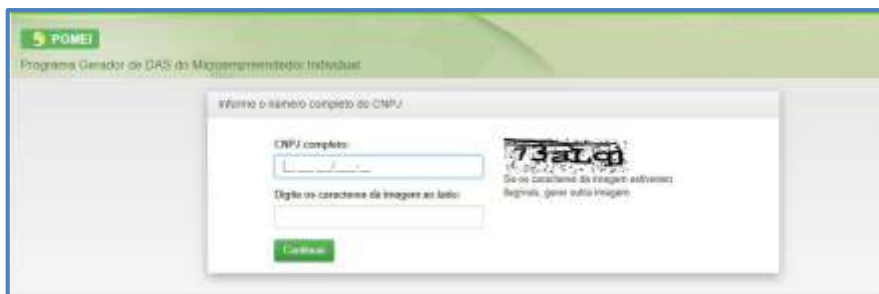 PGMEI
Programa Gerador de DAS do Microempreendedor Individual
Informe o número completo do CNPJ
CNPJ completo:
Digite os caracteres da imagem ao lado:
Se os caracteres da imagem estiverem
ilegíveis, gerar outra imagem
Continuar